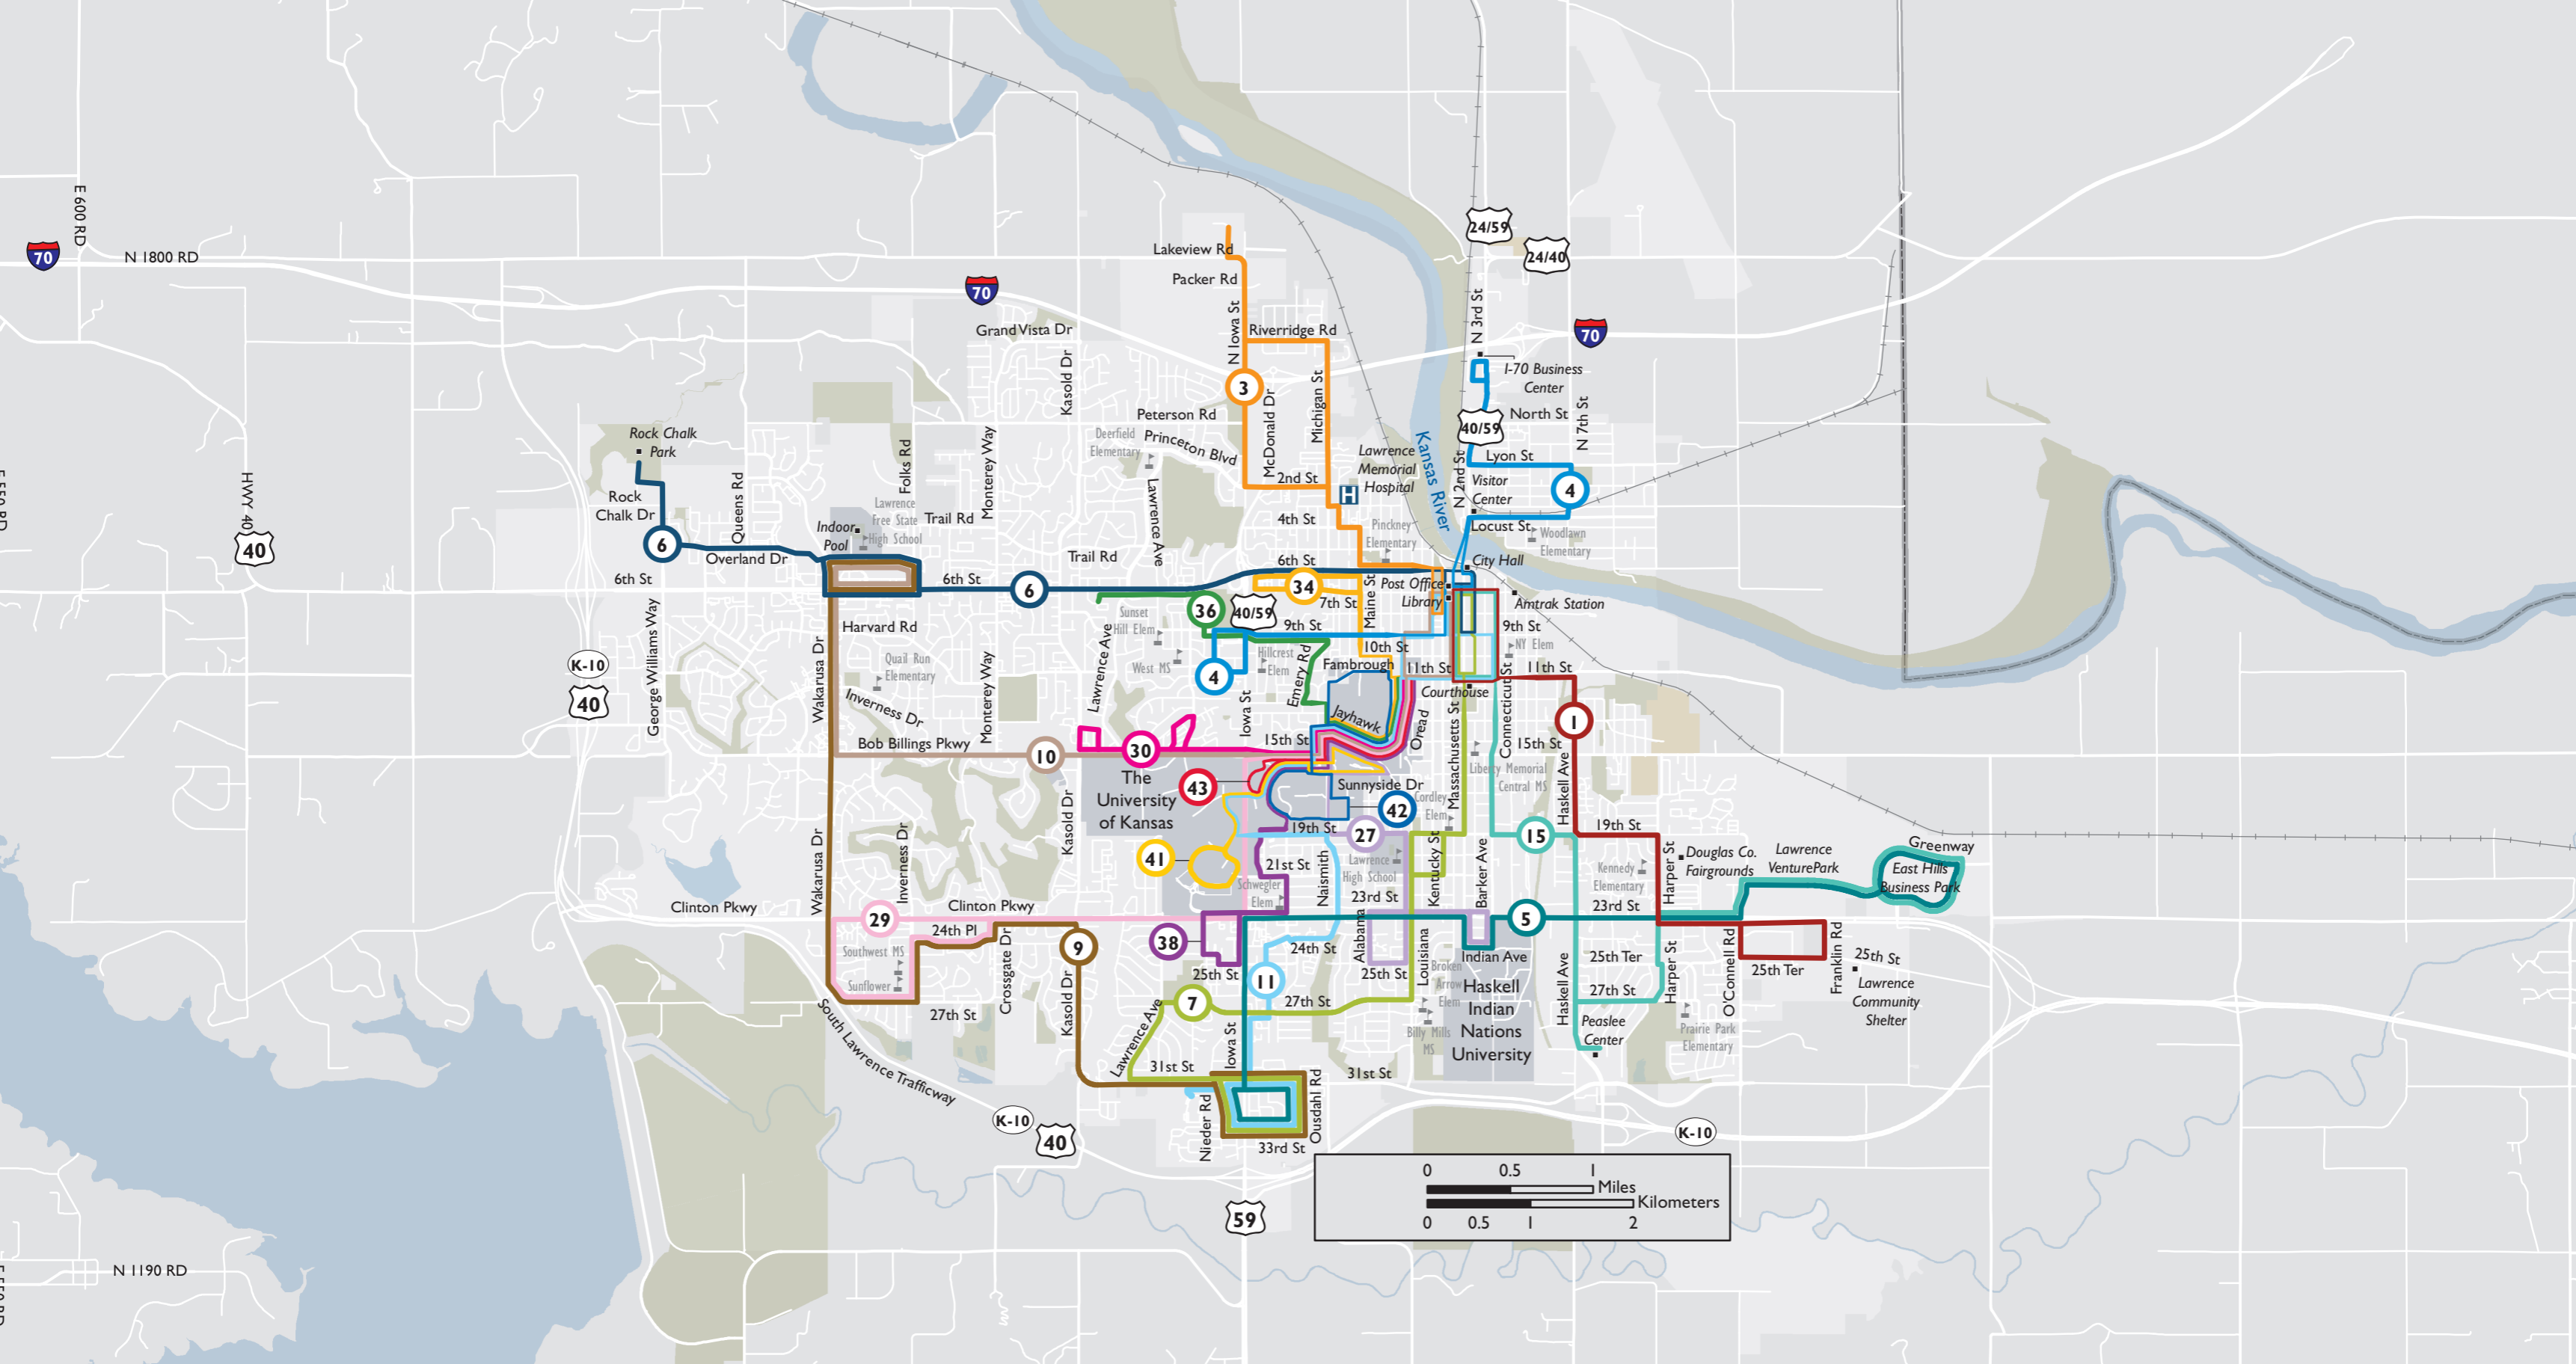 24/59
24/40
E 600 RD
70
N 1800 RD
Lakeview Rd
Packer Rd
70
N Iowa St
N 3rd St
Grand Vista Dr
Riverridge Rd
70
Kasold Dr
3
I-70 Business
Center
McDonald Dr
Michigan St
Peterson Rd
North St
N 7th St
40/59
Rock Chalk
Park
Deerfield
Elementary
Princeton Blvd
Kansas River
Folks Rd
Monterey Way
Lawrence
Memorial
Hospital
H
Lyon St
N 2nd St
Visitor
Center
4
HWY 40
Queens Rd
2nd St
Rock
Chalk Dr
Lawrence
Free State
High School
Indoor
Pool
Trail Rd
Lawrence Ave
4th St
Pinckney
Elementary
Locust St
Woodlawn
Elementary
40
6
Overland Dr
Trail Rd
6th St
City Hall
6th St
6th St
6
34
Post Office
Library
Amtrak Station
36
40/59
7th St
Maine St
Sunset
Hill Elem
Harvard Rd
9th St
9th St
NY Elem
K-10
40
George Williams Way
Wakarusa Dr
Quail Run
Elementary
Inverness Dr
Monterey Way
Lawrence Ave
West MS
4
Hillcrest
Elem
Emery Rd
10th St
Fambrough
11th St
11th St
Courthouse
Iowa St
Jayhawk
Oread
Massachusetts St
Connecticut St
1
Bob Billings Pkwy
10
30
15th St
15th St
Haskell Ave
Liberty Memorial
Central MS
The
University
of Kansas
43
Sunnyside Dr
42
Cordley
Elem
Kasold Dr
19th St
27
15
19th St
Wakarusa Dr
Inverness Dr
41
21st St
Naismith
Lawrence
High School
Kentucky St
Barker Ave
Kennedy
Elementary
Harper St
Douglas Co.
Fairgrounds
Lawrence
VenturePark
Greenway
East Hills
Business Park
Schwegler
Elem
23rd St
23rd St
Clinton Pkwy
29
Clinton Pkwy
5
24th Pl
Crossgate Dr
9
38
24th St
Alabama
Louisiana
Southwest MS
Sunflower
25th St
11
25th St
Indian Ave
Broken
Arrow
Elem
25th Ter
Harper St
O'Connell Rd
25th Ter
Franklin Rd
25th St
Lawrence
Community
Shelter
Haskell
Indian
Nations
University
Haskell Ave
27th St
27th St
7
27th St
Kasold Dr
Lawrence Ave
Iowa St
Billy Mills
MS
Peaslee
Center
Prairie Park
Elementary
South Lawrence Trafficway
31st St
31st St
K-10
40
Nieder Rd
Ousdahl Rd
33rd St
K-10
59
0 0.5 1
Miles
Kilometers
0 0.5 1 2
N 1190 RD